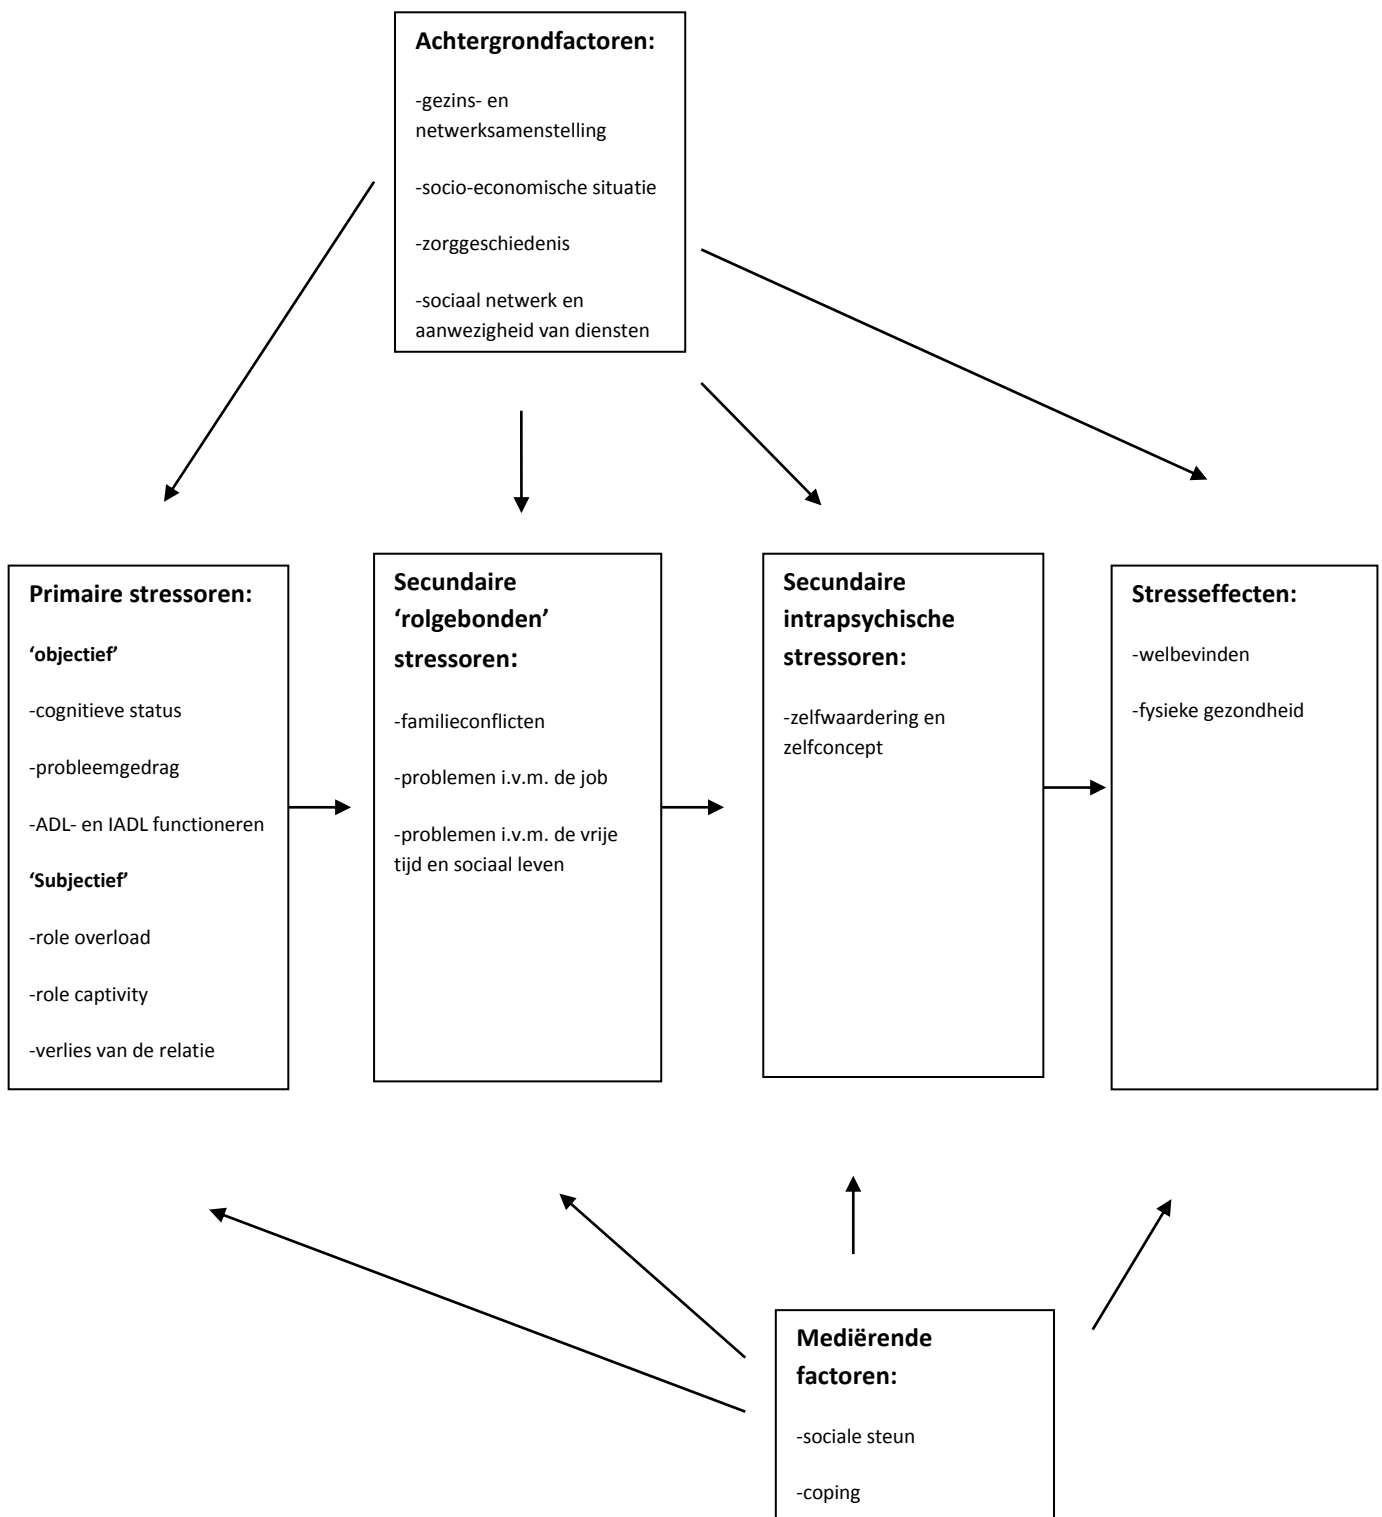 Achtergrondfactoren:
-gezins- en
netwerksamenstelling
-socio-economische situatie
-zorggeschiedenis
-sociaal netwerk en
aanwezigheid van diensten
Primaire stressoren:
‘objectief’
-cognitieve status
-probleemgedrag
-ADL- en IADL functioneren
‘Subjectief’
-role overload
-role captivity
-verlies van de relatie
Secundaire
‘rolgebonden’
stressoren:
-familieconflicten
-problemen i.v.m. de job
-problemen i.v.m. de vrije
tijd en sociaal leven
Secundaire
intrapsychische
stressoren:
-zelfwaardering en
zelfconcept
Stresseffecten:
-welbevinden
-fysieke gezondheid
Mediërende
factoren:
-sociale steun
-coping